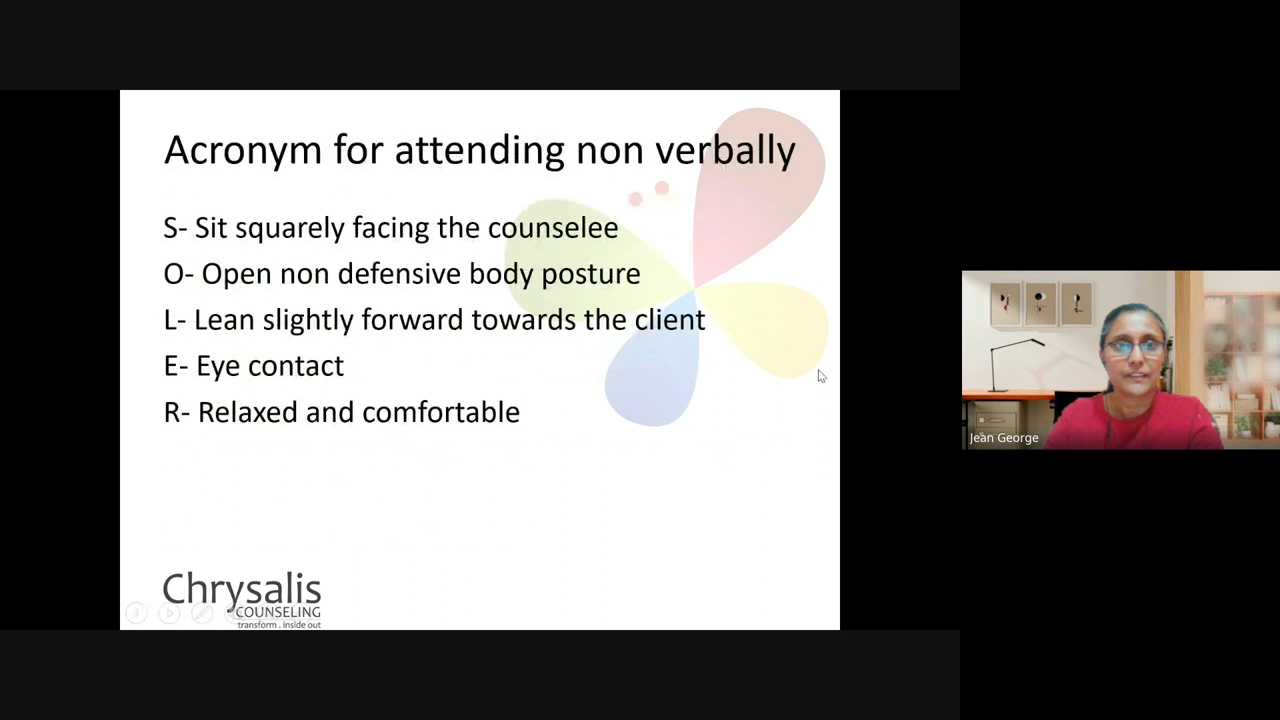 Acronym for attending non verbally
S- Sit squarely facing the counselee
O- Open non defensive body posture
L- Lean slightly forward towards the client
E- Eye contact
R- Relaxed and comfortable
Chrysalis
COUNSELING
transform . inside out
Jean George